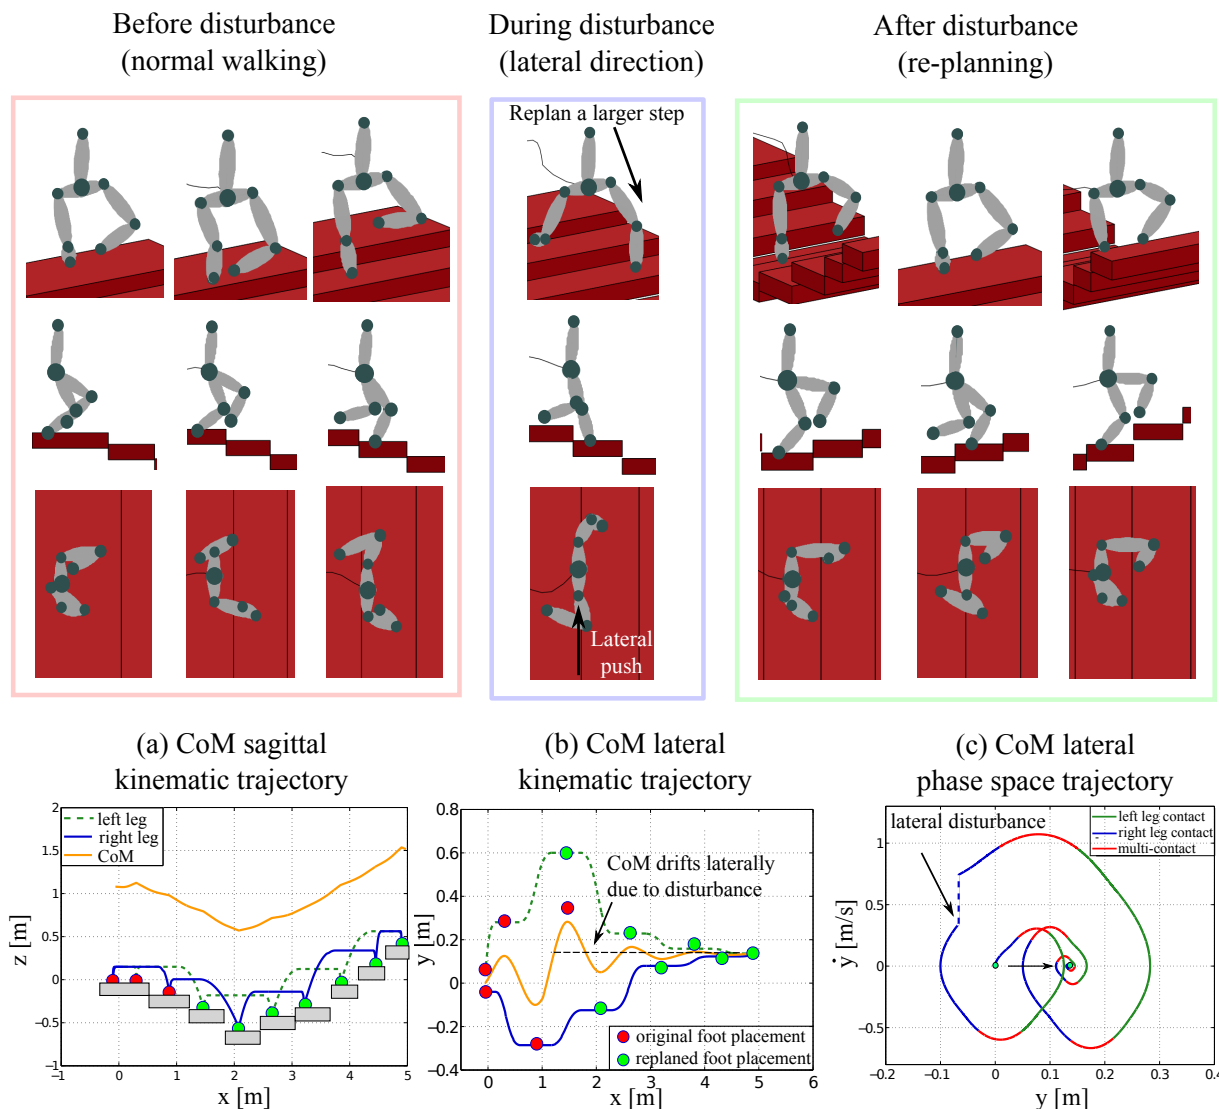 Before disturbance
(normal walking)
During disturbance
(lateral direction)
After disturbance
(re-planning)
Replan a larger step
Lateral
push
(a) CoM sagittal
kinematic trajectory
(b) CoM lateral
kinematic trajectory
(c) CoM lateral
phase space trajectory
left leg
right leg
CoM
2
1.5
1
0.5
0
−0.5
−1
−1
0
1
2
3
4
5
z [m]
x [m]
0.8
0.6
0.4
0.2
0
−0.2
−0.4
0
1
2
3
4
5
6
y [m]
x [m]
CoM drifts laterally
due to disturbance
original foot placement
replaned foot placement
lateral disturbance
left leg contact
right leg contact
multi-contact
1
0.5
0
−0.5
−0.2
−0.1
0
0.1
0.2
0.3
0.4
ẏ [m/s]
y [m]